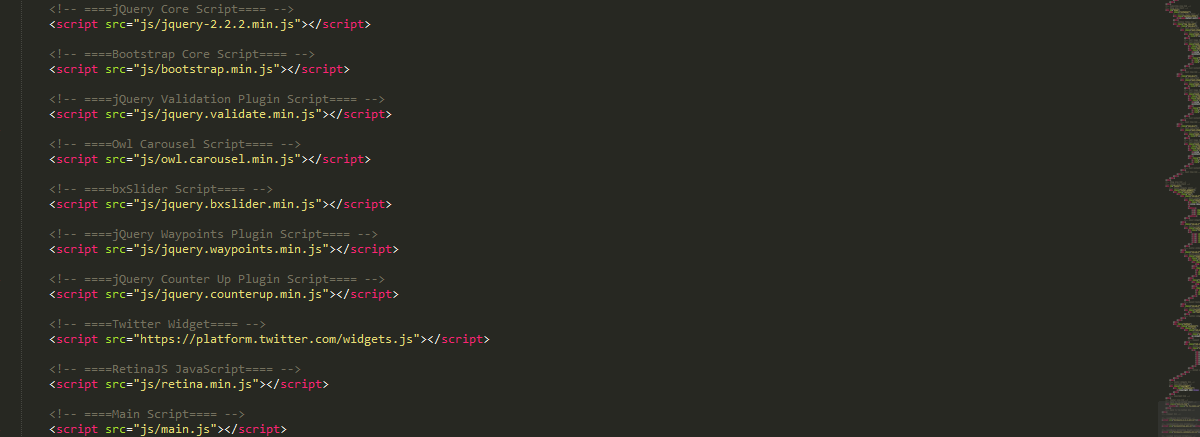 <!-- ====jQuery Core Script==== -->
<script src="js/jquery-2.2.2.min.js"></script>
<!-- ====Bootstrap Core Script==== -->
<script src="js/bootstrap.min.js"></script>
<!-- ====jQuery Validation Plugin Script==== -->
<script src="js/jquery.validate.min.js"></script>
<!-- ====Owl Carousel Script==== -->
<script src="js/owl.carousel.min.js"></script>
<!-- ====bxSlider Script==== -->
<script src="js/jquery.bxslider.min.js"></script>
<!-- ====jQuery Waypoints Plugin Script==== -->
<script src="js/jquery.waypoints.min.js"></script>
<!-- ====jQuery Counter Up Plugin Script==== -->
<script src="js/jquery.counterup.min.js"></script>
<!-- ====Twitter Widget==== -->
<script src="https://platform.twitter.com/widgets.js"></script>
<!-- ====RetinaJS JavaScript==== -->
<script src="js/retina.min.js"></script>
<!-- ====Main Script==== -->
<script src="js/main.js"></script>